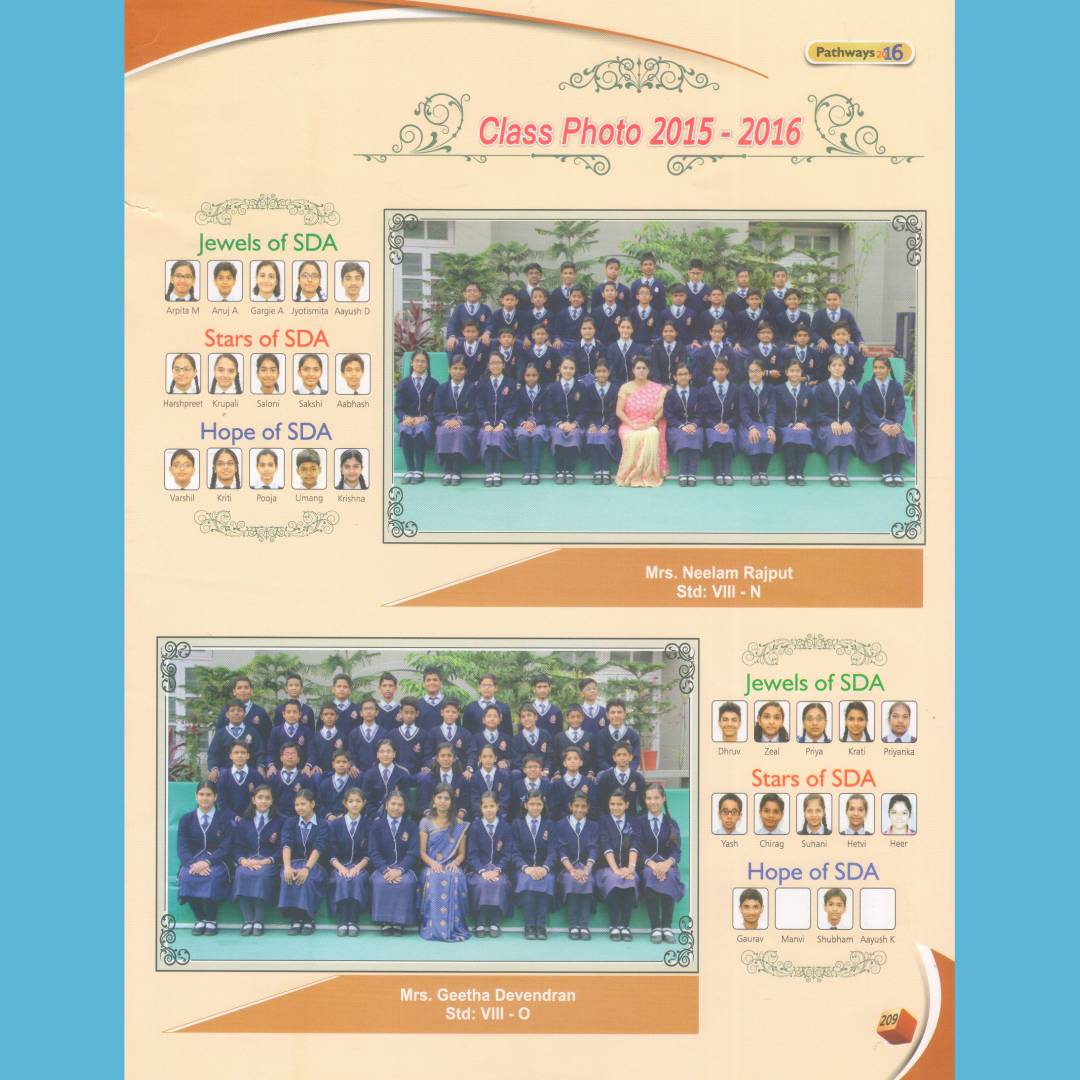 Pathways 2016
Class Photo 2015 - 2016
Jewels of SDA
Arpita M Anuj A Gargie A Jyotismita Aayush D
Stars of SDA
Harshpreet Krupali Saloni Sakshi Aabhash
Hope of SDA
Varshil Kriti Pooja Umang Krishna
Mrs. Neelam Rajput
Std: VIII - N
Jewels of SDA
Dhruv Zeal Priya Krati Priyanka
Stars of SDA
Yash Chirag Suhani Hetvi Heer
Hope of SDA
Gaurav Manvi Shubham Aayush K
Mrs. Geetha Devendran
Std: VIII - O
209